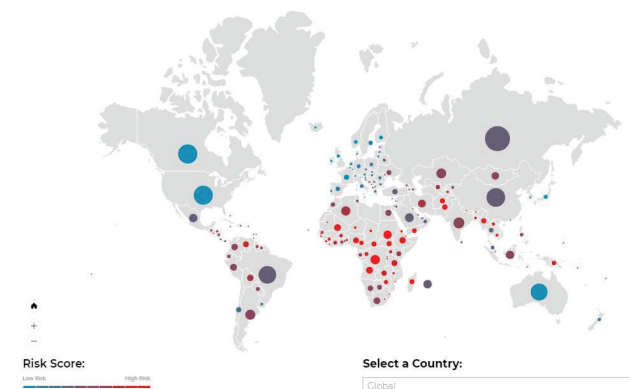 +
−
Risk Score:
Low Risk High Risk
Select a Country:
Global